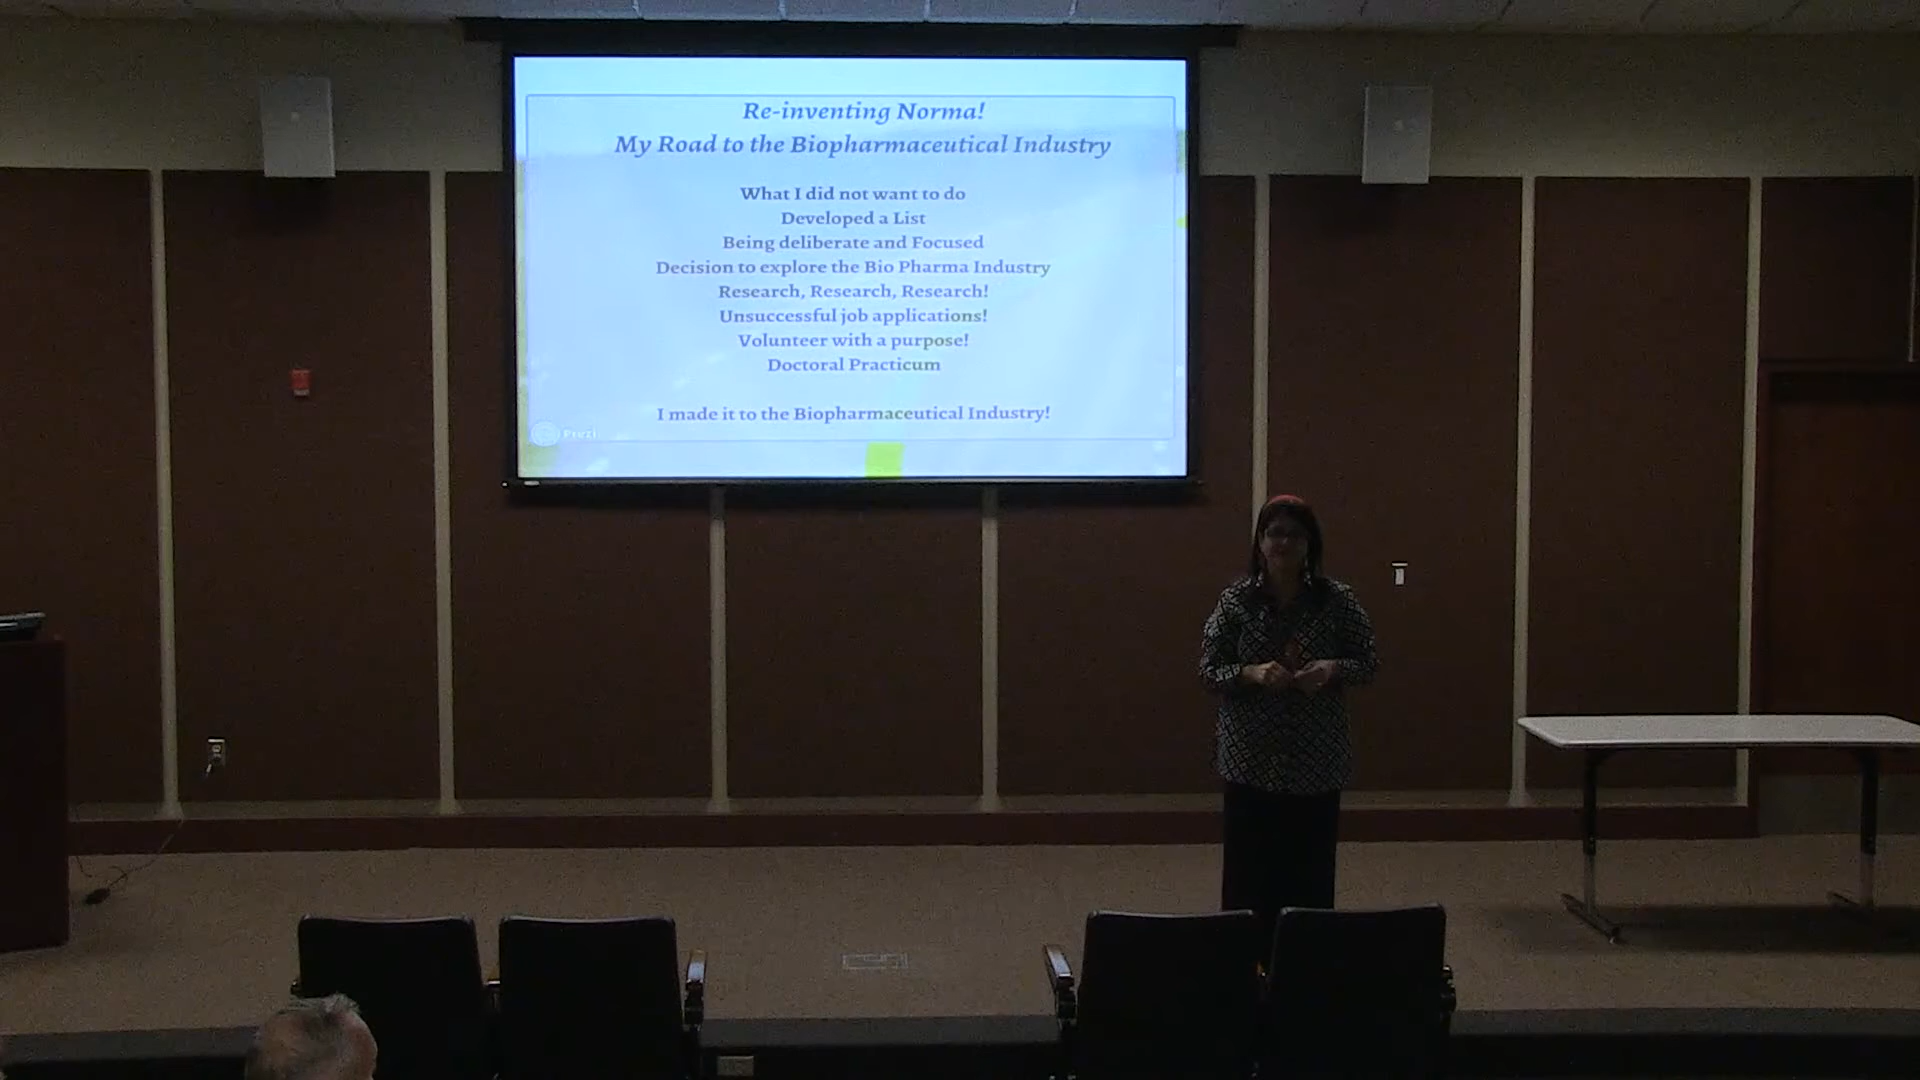 Re-inventing Norma!
My Road to the Biopharmaceutical Industry
What I did not want to do
Developed a List
Being deliberate and Focused
Decision to explore the Bio Pharma Industry
Research, Research, Research!
Unsuccessful job applications!
Volunteer with a purpose!
Doctoral Practicum
I made it to the Biopharmaceutical Industry!
Prezi